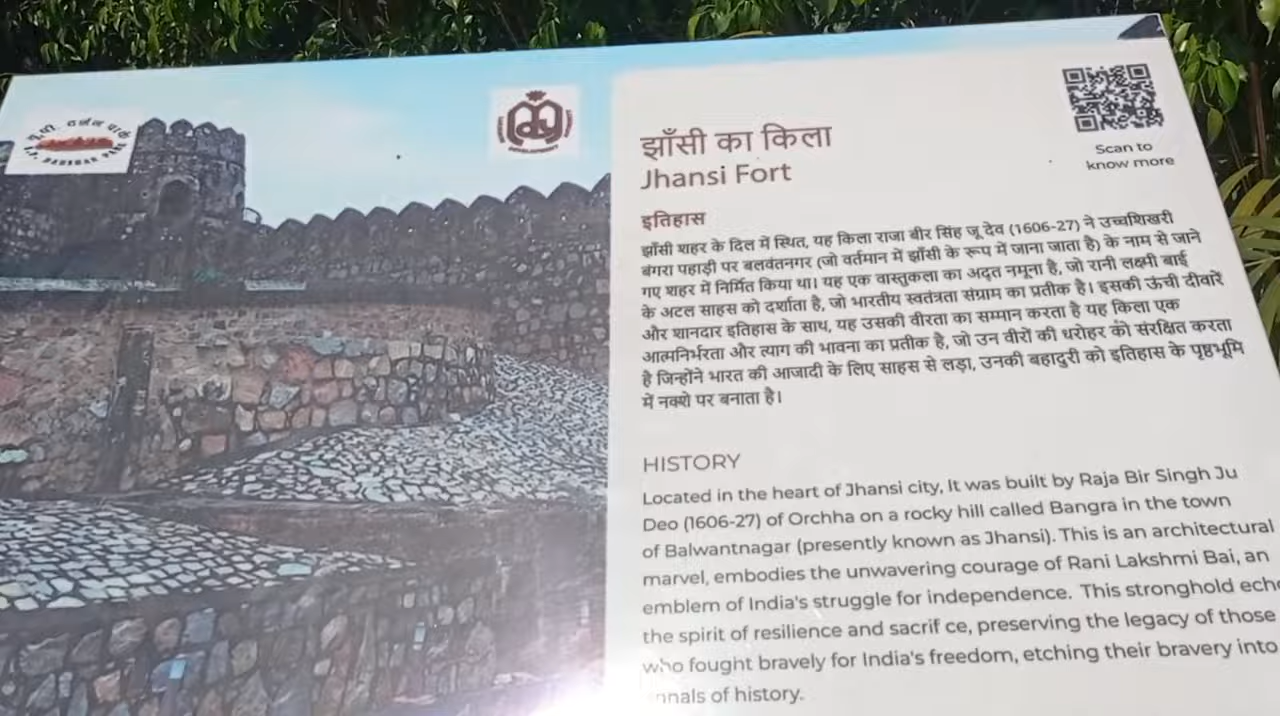 झाँसी का किला
Jhansi Fort
Scan to
know more
इतिहास
झाँसी शहर के दिल में स्थित, यह किला राजा बीर सिंह जू देव (1606-27) ने उच्चशिखरी
बंगरा पहाड़ी पर बलवंतनगर (जो वर्तमान में झाँसी के रूप में जाना जाता है) के नाम से जाने
गए शहर में निर्मित किया था। यह एक वास्तुकला का अदृत नमूना है, जो रानी लक्ष्मी बाई
के अटल साहस को दर्शाता है, जो भारतीय स्वतंत्रता संग्राम का प्रतीक है। इसकी ऊंची दीवारें
और शानदार इतिहास के साथ, यह उसकी वीरता का सम्मान करता है यह किला एक
आत्मनिर्भरता और त्याग की भावना का प्रतीक है, जो उन वीरों की धरोहर को संरक्षित करता
है जिन्होंने भारत की आजादी के लिए साहस से लड़ा, उनकी बहादुरी को इतिहास के पृष्ठभूमि
में नक्शे पर बनाता है।
HISTORY
Located in the heart of Jhansi city, It was built by Raja Bir Singh Ju
Deo (1606-27) of Orchha on a rocky hill called Bangra in the town
of Balwantnagar (presently known as Jhansi). This is an architectural
marvel, embodies the unwavering courage of Rani Lakshmi Bai, an
emblem of India's struggle for independence. This stronghold
the spirit of resilience and sacrif ce, preserving the legacy of those
who fought bravely for India's freedom, etching their bravery into
of history.